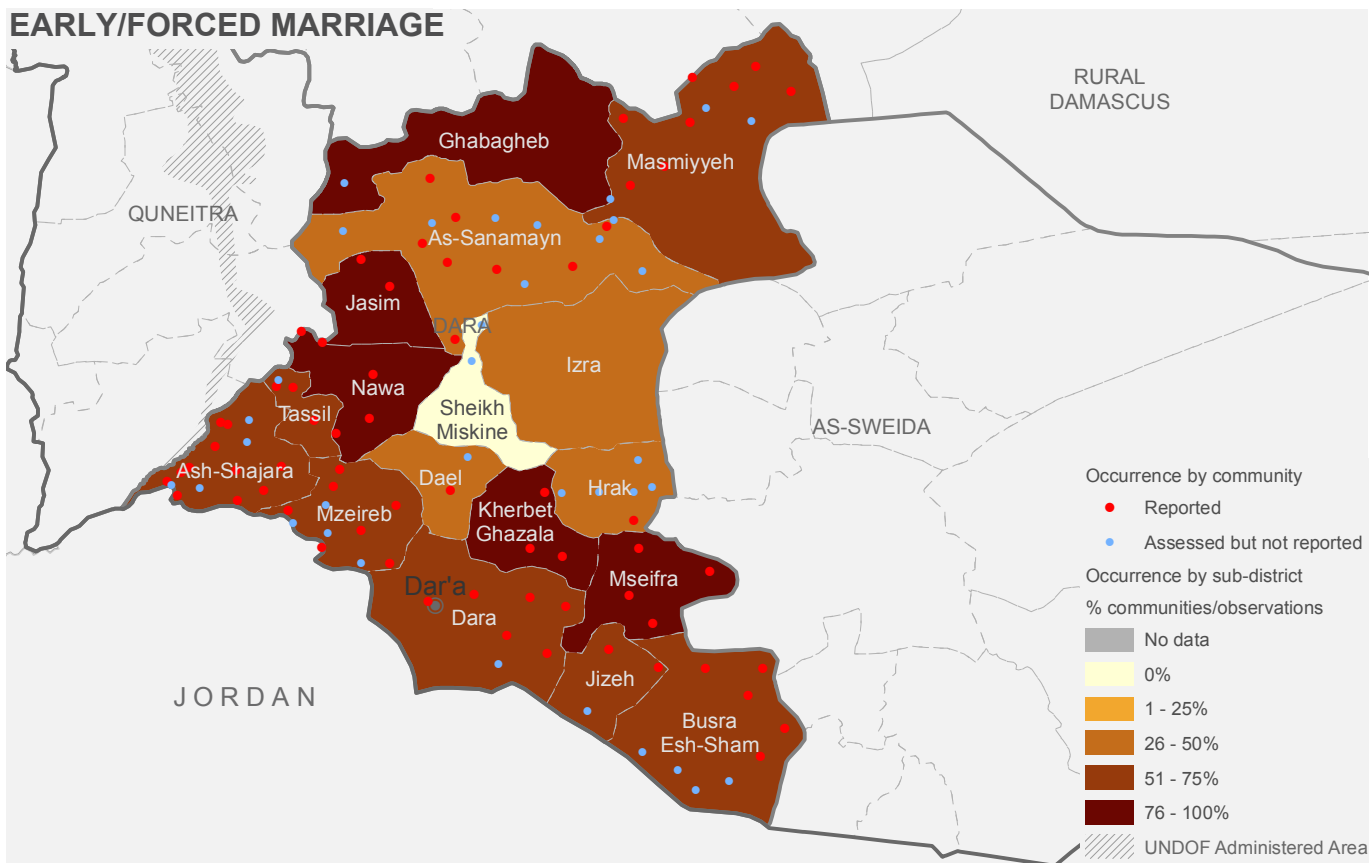 EARLY/FORCED MARRIAGE
RURAL
DAMASCUS
Ghabagheb
Masmiyyeh
QUNEITRA
As-Sanamayn
Jasim
DARA
Izra
Nawa
Sheikh
Miskine
Tassil
AS-SWEIDA
Ash-Shajara
Dael
Hrak
Mzeireb
Kherbet
Ghazala
Mseifra
Dar'a
Dara
Jizeh
JORDAN
Busra
Esh-Sham
Occurrence by community
Reported
Assessed but not reported
Occurrence by sub-district
% communities/observations
No data
0%
1 - 25%
26 - 50%
51 - 75%
76 - 100%
UNDOF Administered Area